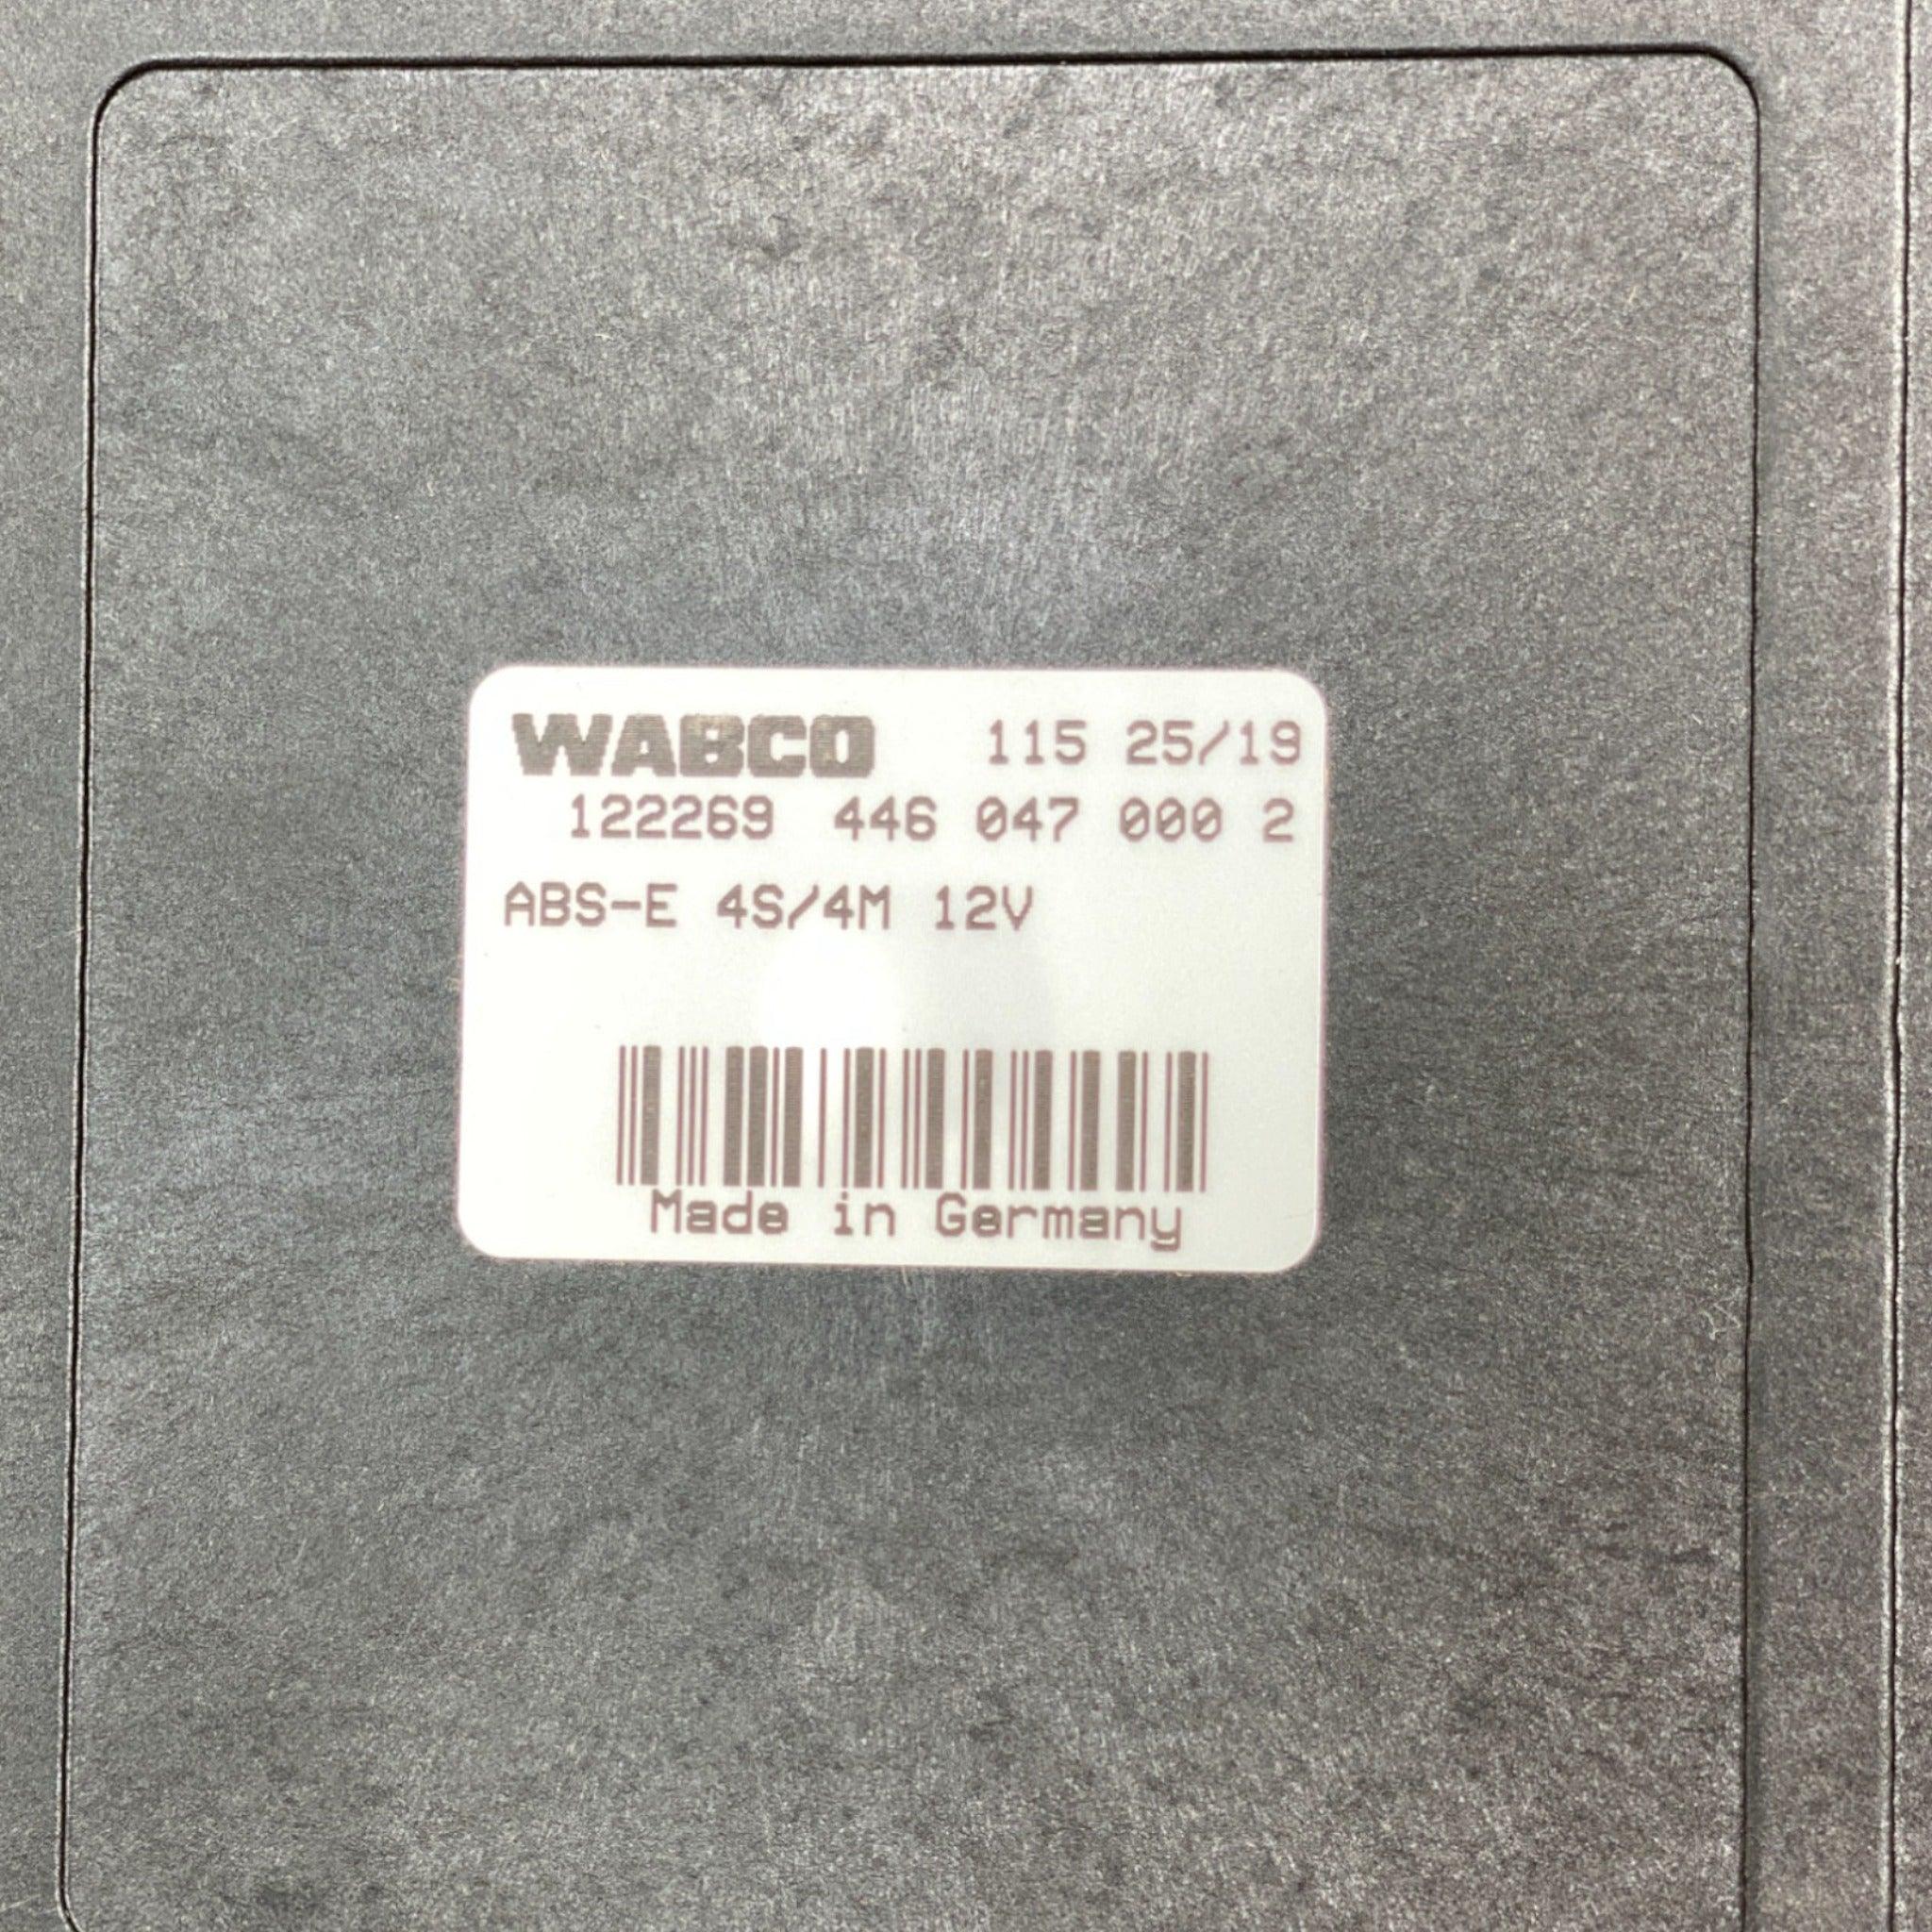 WABCO 115 25/19
122269 446 047 000 2
ABS-E 4S/4M 12V
Made in Germany